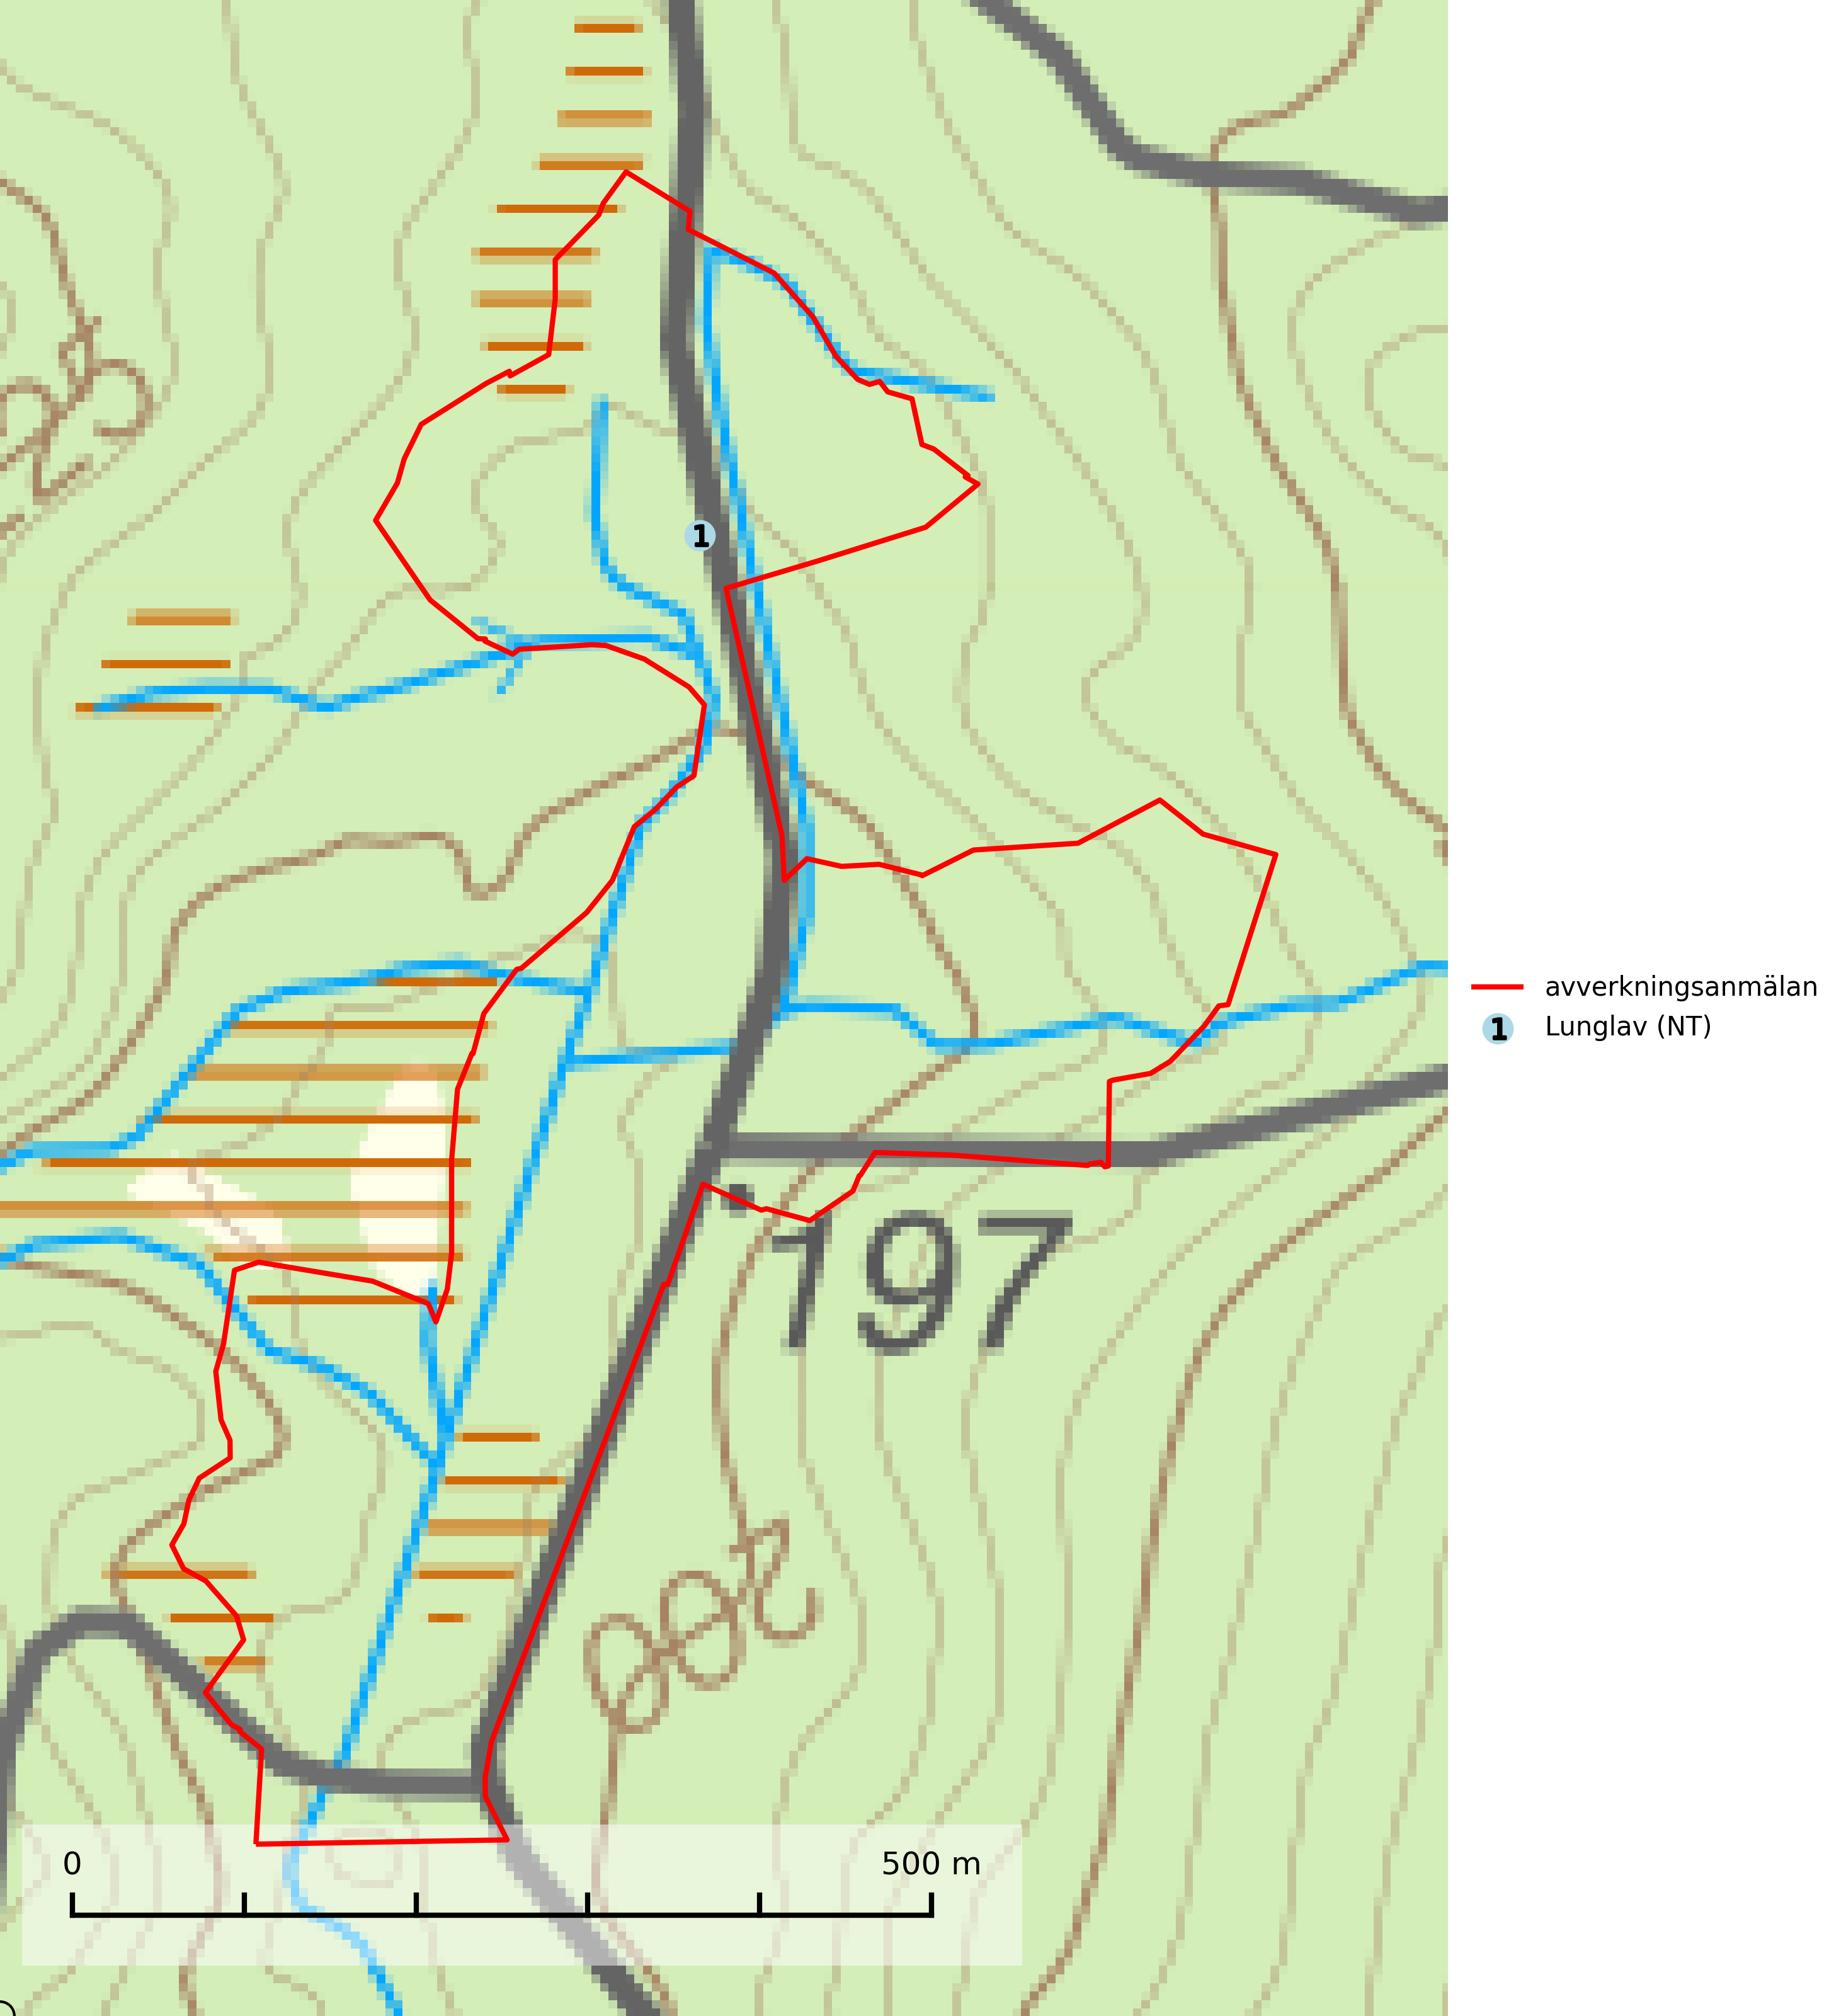 1
avverkningsanmälan
1 Lunglav (NT)
.197
0 500 m